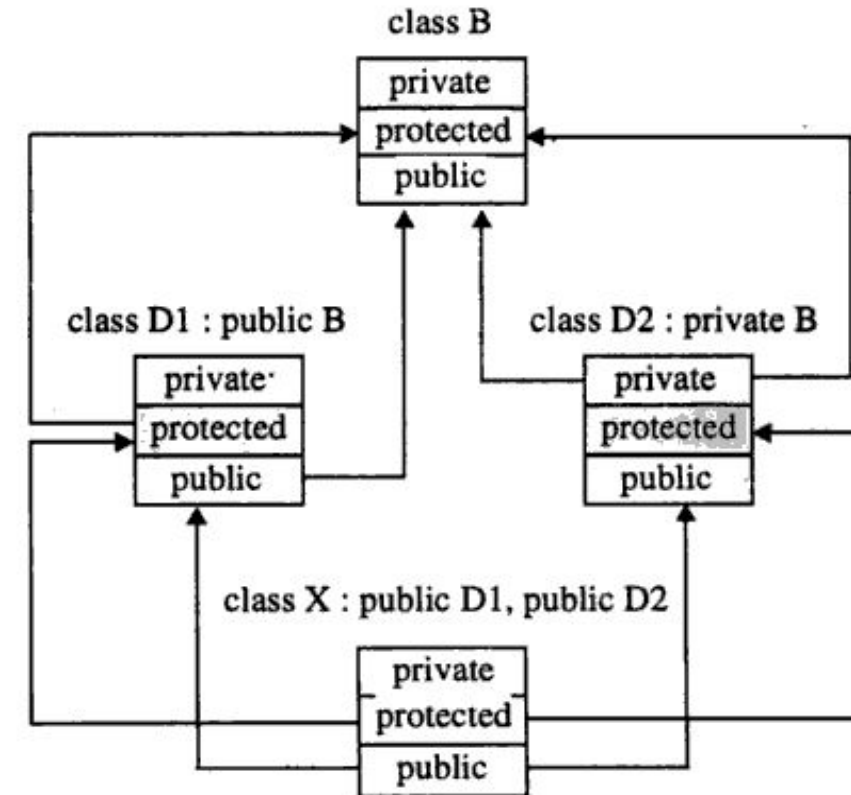 class B
private
protected
public
class D1 : public B
class D2 : private B
private
protected
public
private
protected
public
class X : public D1, public D2
private
protected
public